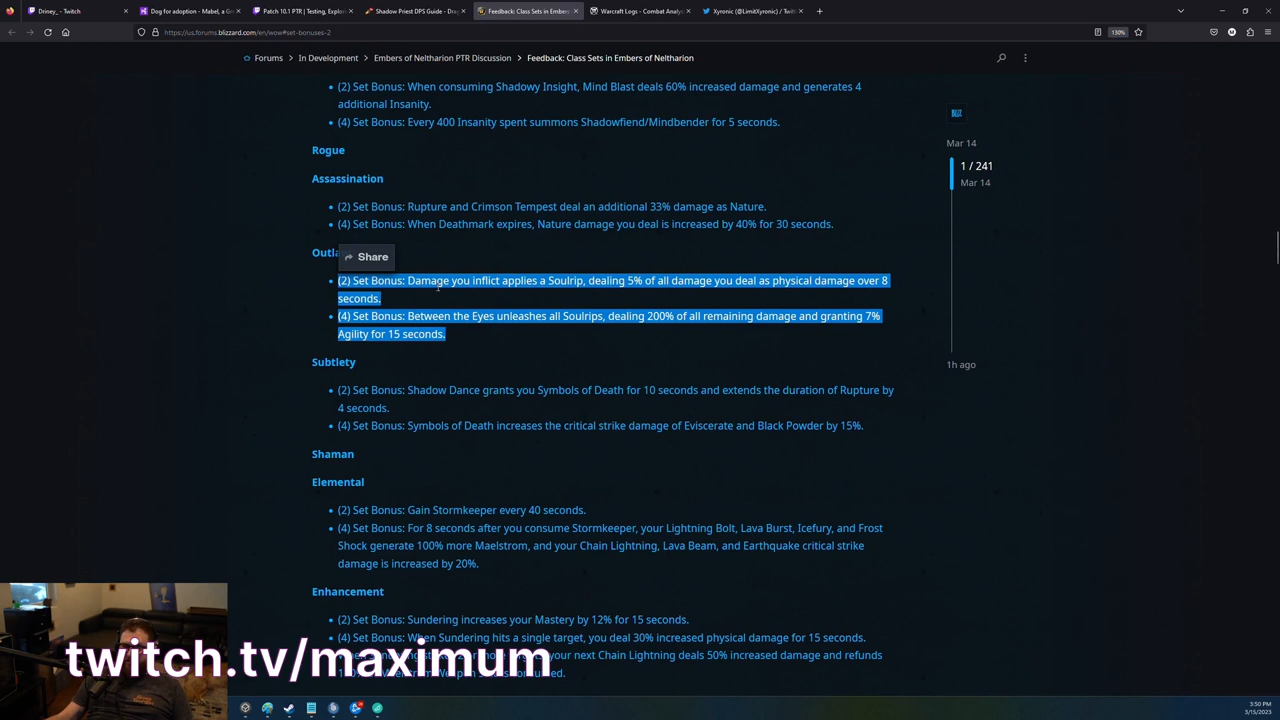 Driney_ - Twitch
Dog for adoption - Mabel, a Gr
Patch 10.1 PTR | Testing, Explor
Shadow Priest DPS Guide - Drag
Feedback: Class Sets in Embers
Warcraft Logs - Combat Analy
Xyronic (@LimitXyronic) / Twit
https://us.forums.blizzard.com/en/wow#set-bonuses-2
130%
Forums > In Development > Embers of Neltharion PTR Discussion > Feedback: Class Sets in Embers of Neltharion
(2) Set Bonus: When consuming Shadowy Insight, Mind Blast deals 60% increased damage and generates 4
additional Insanity.
(4) Set Bonus: Every 400 Insanity spent summons Shadowfiend/Mindbender for 5 seconds.
Mar 14
1 / 241
Mar 14
1h ago
Rogue
Assassination
(2) Set Bonus: Rupture and Crimson Tempest deal an additional 33% damage as Nature.
(4) Set Bonus: When Deathmark expires, Nature damage you deal is increased by 40% for 30 seconds.
Outla
Share
(2) Set Bonus: Damage you inflict applies a Soulrip, dealing 5% of all damage you deal as physical damage over 8
seconds.
(4) Set Bonus: Between the Eyes unleashes all Soulrips, dealing 200% of all remaining damage and granting 7%
Agility for 15 seconds.
Subtlety
(2) Set Bonus: Shadow Dance grants you Symbols of Death for 10 seconds and extends the duration of Rupture by
4 seconds.
(4) Set Bonus: Symbols of Death increases the critical strike damage of Eviscerate and Black Powder by 15%.
Shaman
Elemental
(2) Set Bonus: Gain Stormkeeper every 40 seconds.
(4) Set Bonus: For 8 seconds after you consume Stormkeeper, your Lightning Bolt, Lava Burst, Icefury, and Frost
Shock generate 100% more Maelstrom, and your Chain Lightning, Lava Beam, and Earthquake critical strike
damage is increased by 20%.
Enhancement
(2) Set Bonus: Sundering increases your Mastery by 12% for 15 seconds.
(4) Set Bonus: When Sundering hits a single target, you deal 30% increased physical damage for 15 seconds.
your next Chain Lightning deals 50% increased damage and refunds
twitch.tv/maximum
3:50 PM
3/15/2023